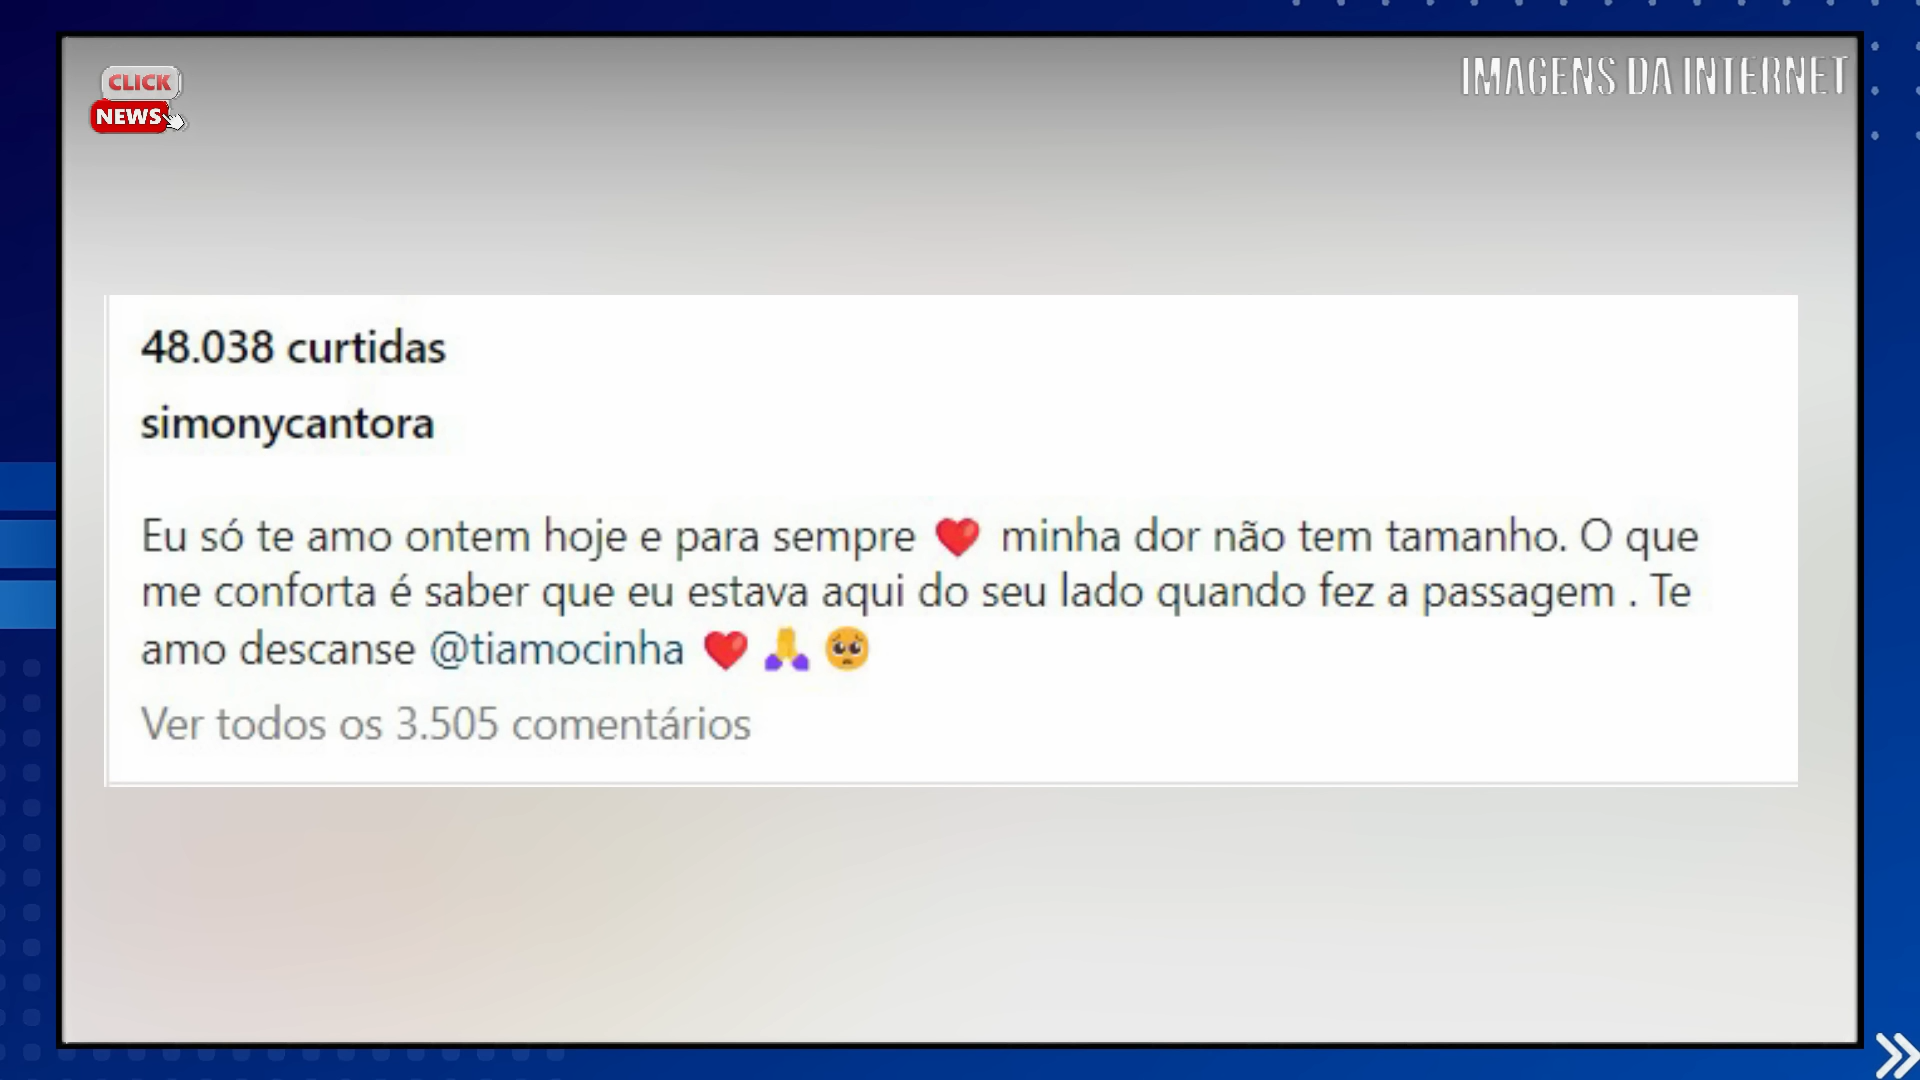 CLICK
NEWS
IMAGENS DA INTERNET
48.038 curtidas
simonycantora
Eu só te amo ontem hoje e para sempre ❤️ minha dor não tem tamanho. O que
me conforta é saber que eu estava aqui do seu lado quando fez a passagem . Te
amo descanse @tiamocinha ❤️ 🙏 🥺
Ver todos os 3.505 comentários